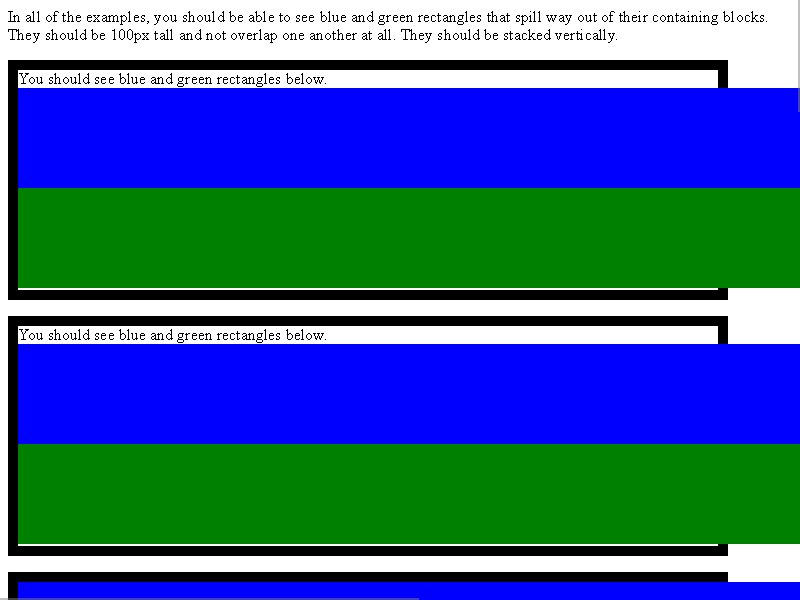 In all of the examples, you should be able to see blue and green rectangles that spill way out of their containing blocks.
They should be 100px tall and not overlap one another at all. They should be stacked vertically.
You should see blue and green rectangles below.
You should see blue and green rectangles below.